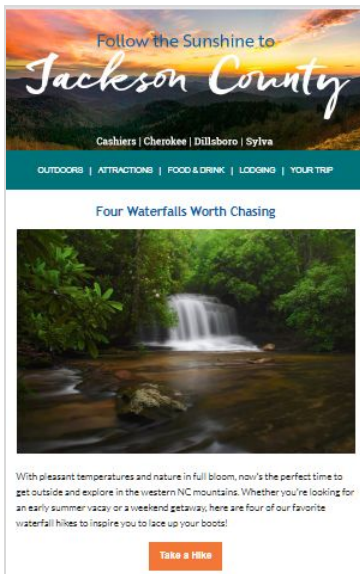 Follow the Sunshine to
Jackson County
Cashiers | Cherokee | Dillsboro | Sylva
OUTDOORS | ATTRACTIONS | FOOD & DRINK | LODGING | YOUR TRIP
Four Waterfalls Worth Chasing
With pleasant temperatures and nature in full bloom, now's the perfect time to
get outside and explore in the western NC mountains. Whether you're looking for
an early summer vacay or a weekend getaway, here are four of our favorite
waterfall hikes to inspire you to lace up your boots!
Take a Hike